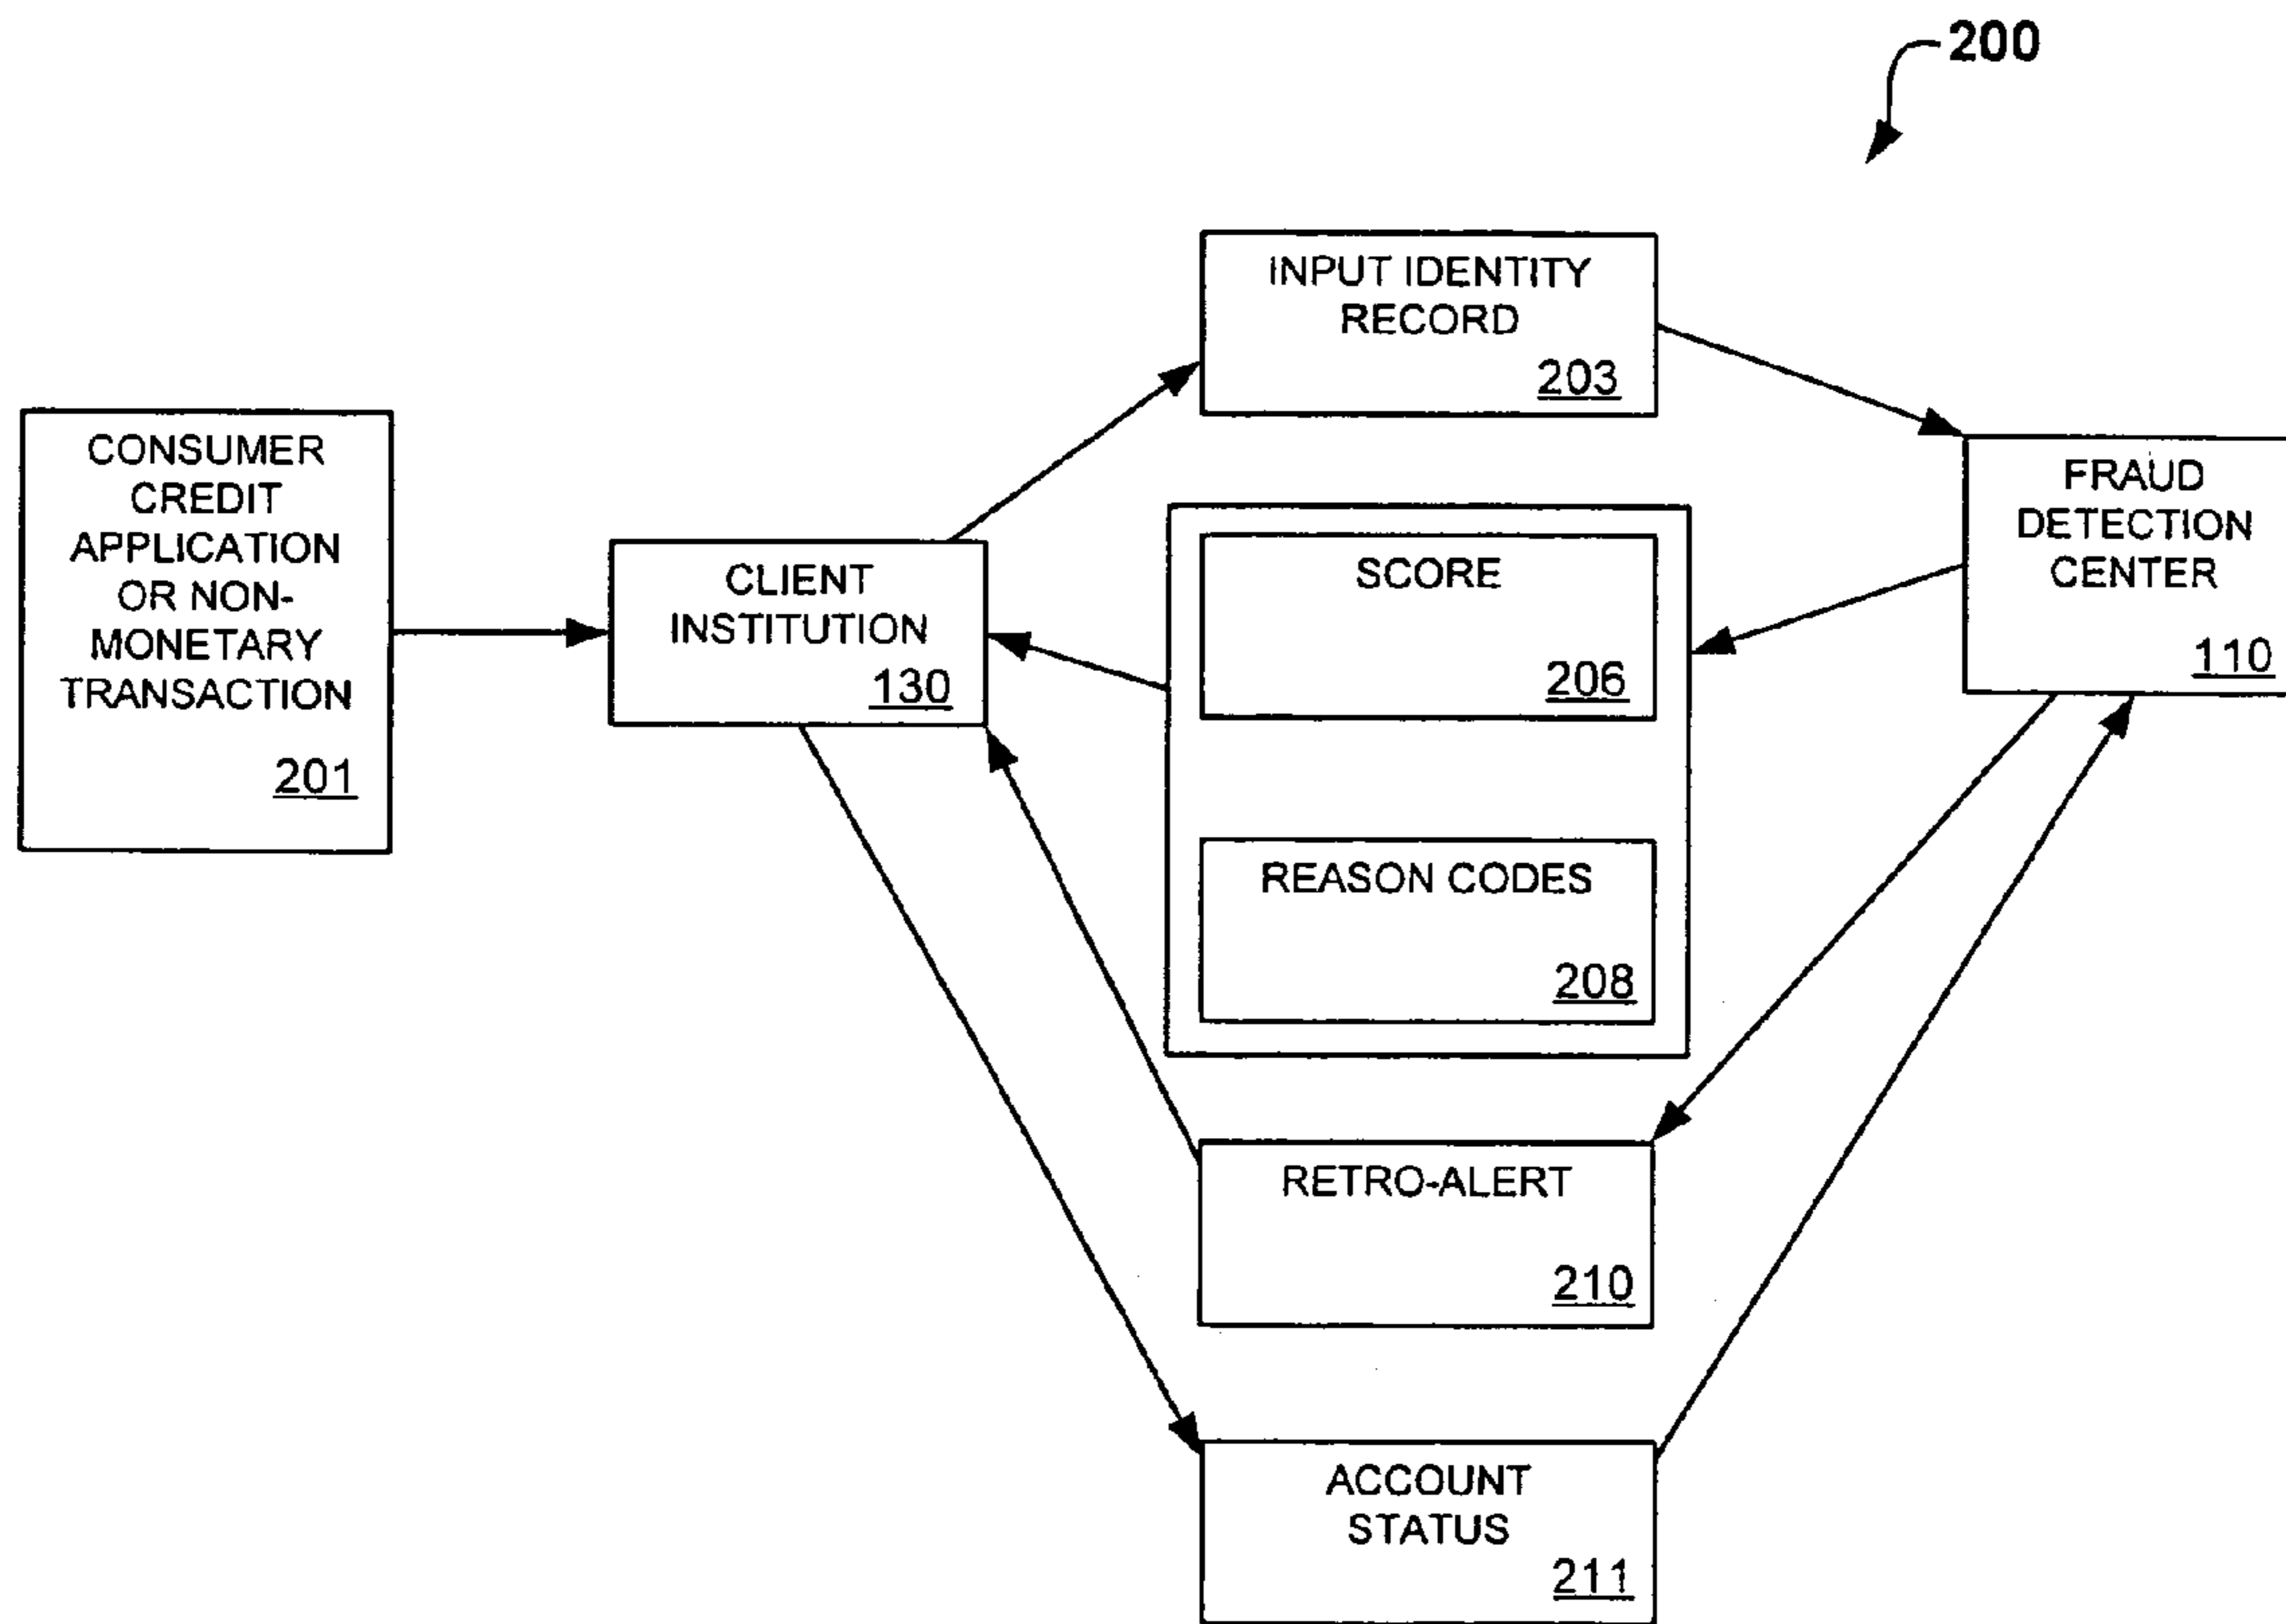 200
INPUT IDENTITY
RECORD
203
CONSUMER
CREDIT
APPLICATION
OR NON-
MONETARY
TRANSACTION
201
CLIENT
INSTITUTION
130
SCORE
206
REASON CODES
208
FRAUD
DETECTION
CENTER
110
RETRO-ALERT
210
ACCOUNT
STATUS
211